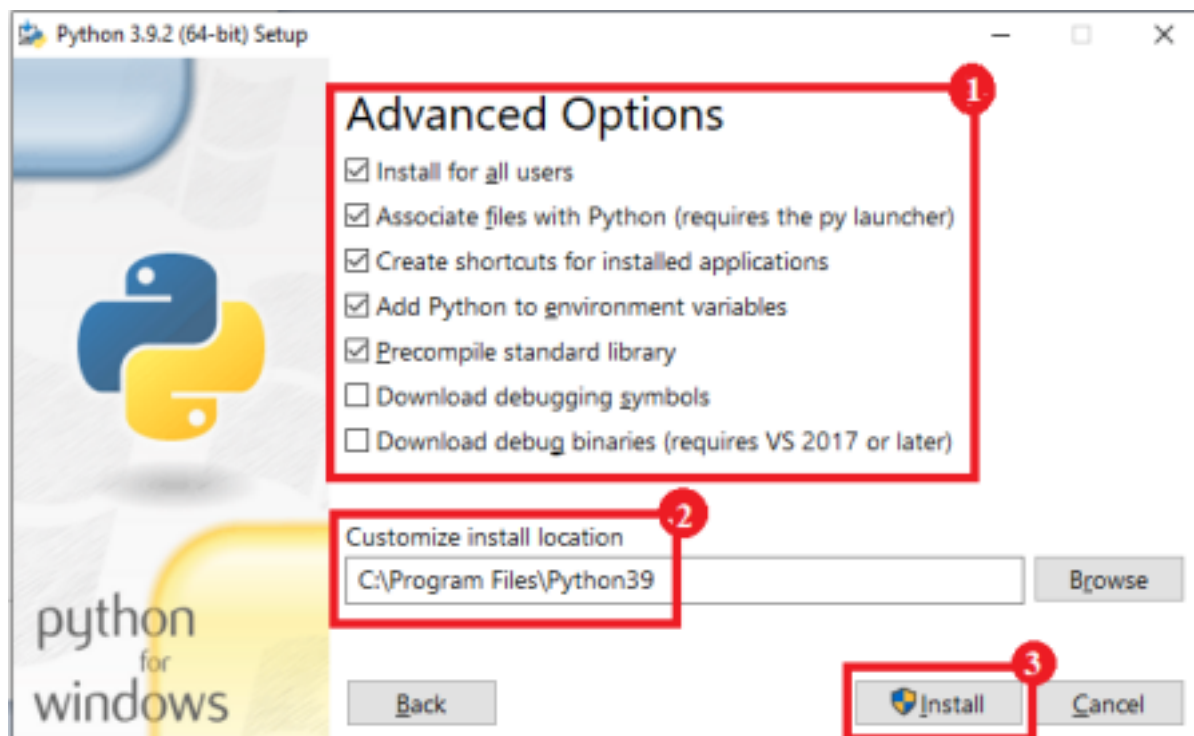 Python 3.9.2 (64-bit) Setup
1
Advanced Options
Install for all users
Associate files with Python (requires the py launcher)
Create shortcuts for installed applications
Add Python to environment variables
Precompile standard library
Download debugging symbols
Download debug binaries (requires VS 2017 or later)
2
Customize install location
C:\Program Files\Python39
Browse
python
for
windows
3
Back
Install
Cancel